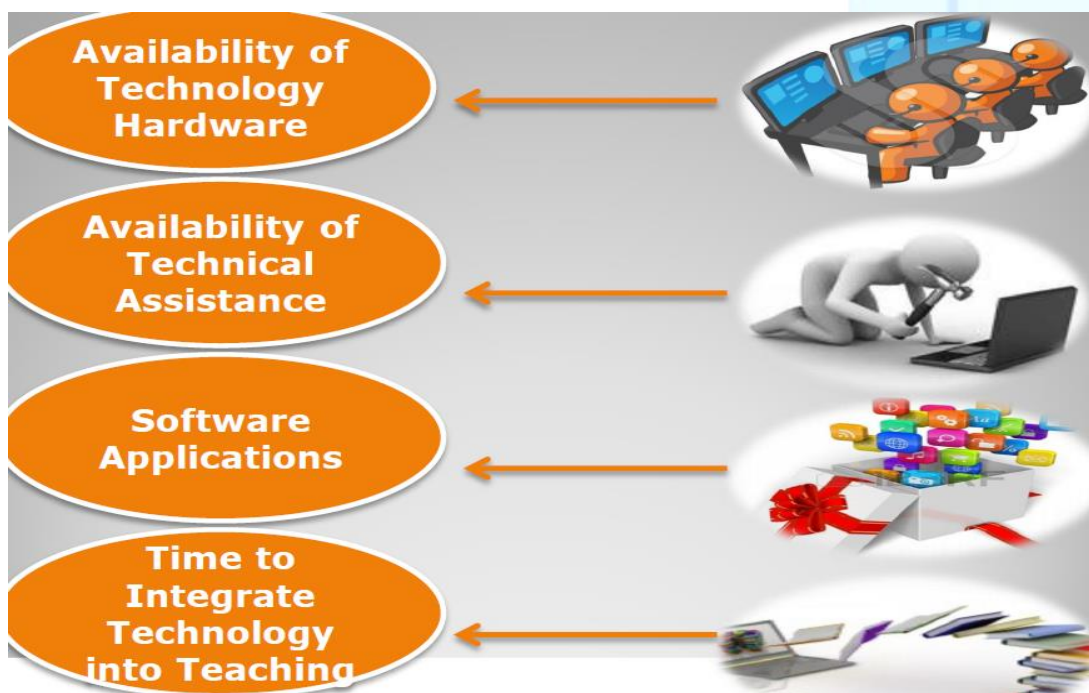 Availability of
Technology
Hardware
Availability of
Technical
Assistance
Software
Applications
Time to
Integrate
Technology
into Teaching